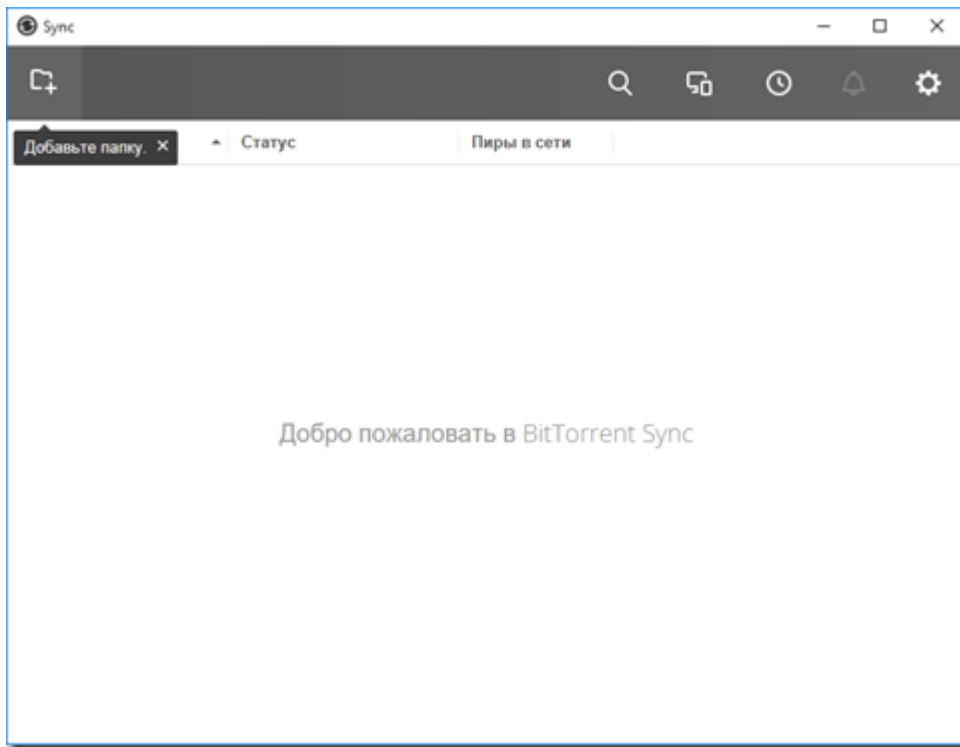 Sync
Добавьте папку. ×
Статус
Пиры в сети
Добро пожаловать в BitTorrent Sync